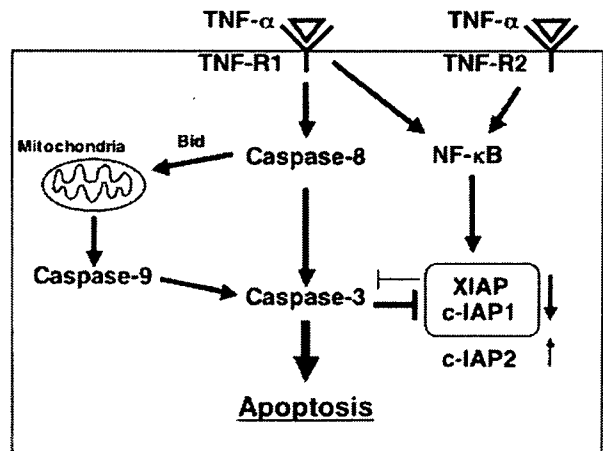 TNF-α
TNF-α
TNF-R1
TNF-R2
Mitochondria
Bid
Caspase-8
NF-κB
Caspase-9
Caspase-3
XIAP
c-IAP1
c-IAP2
Apoptosis